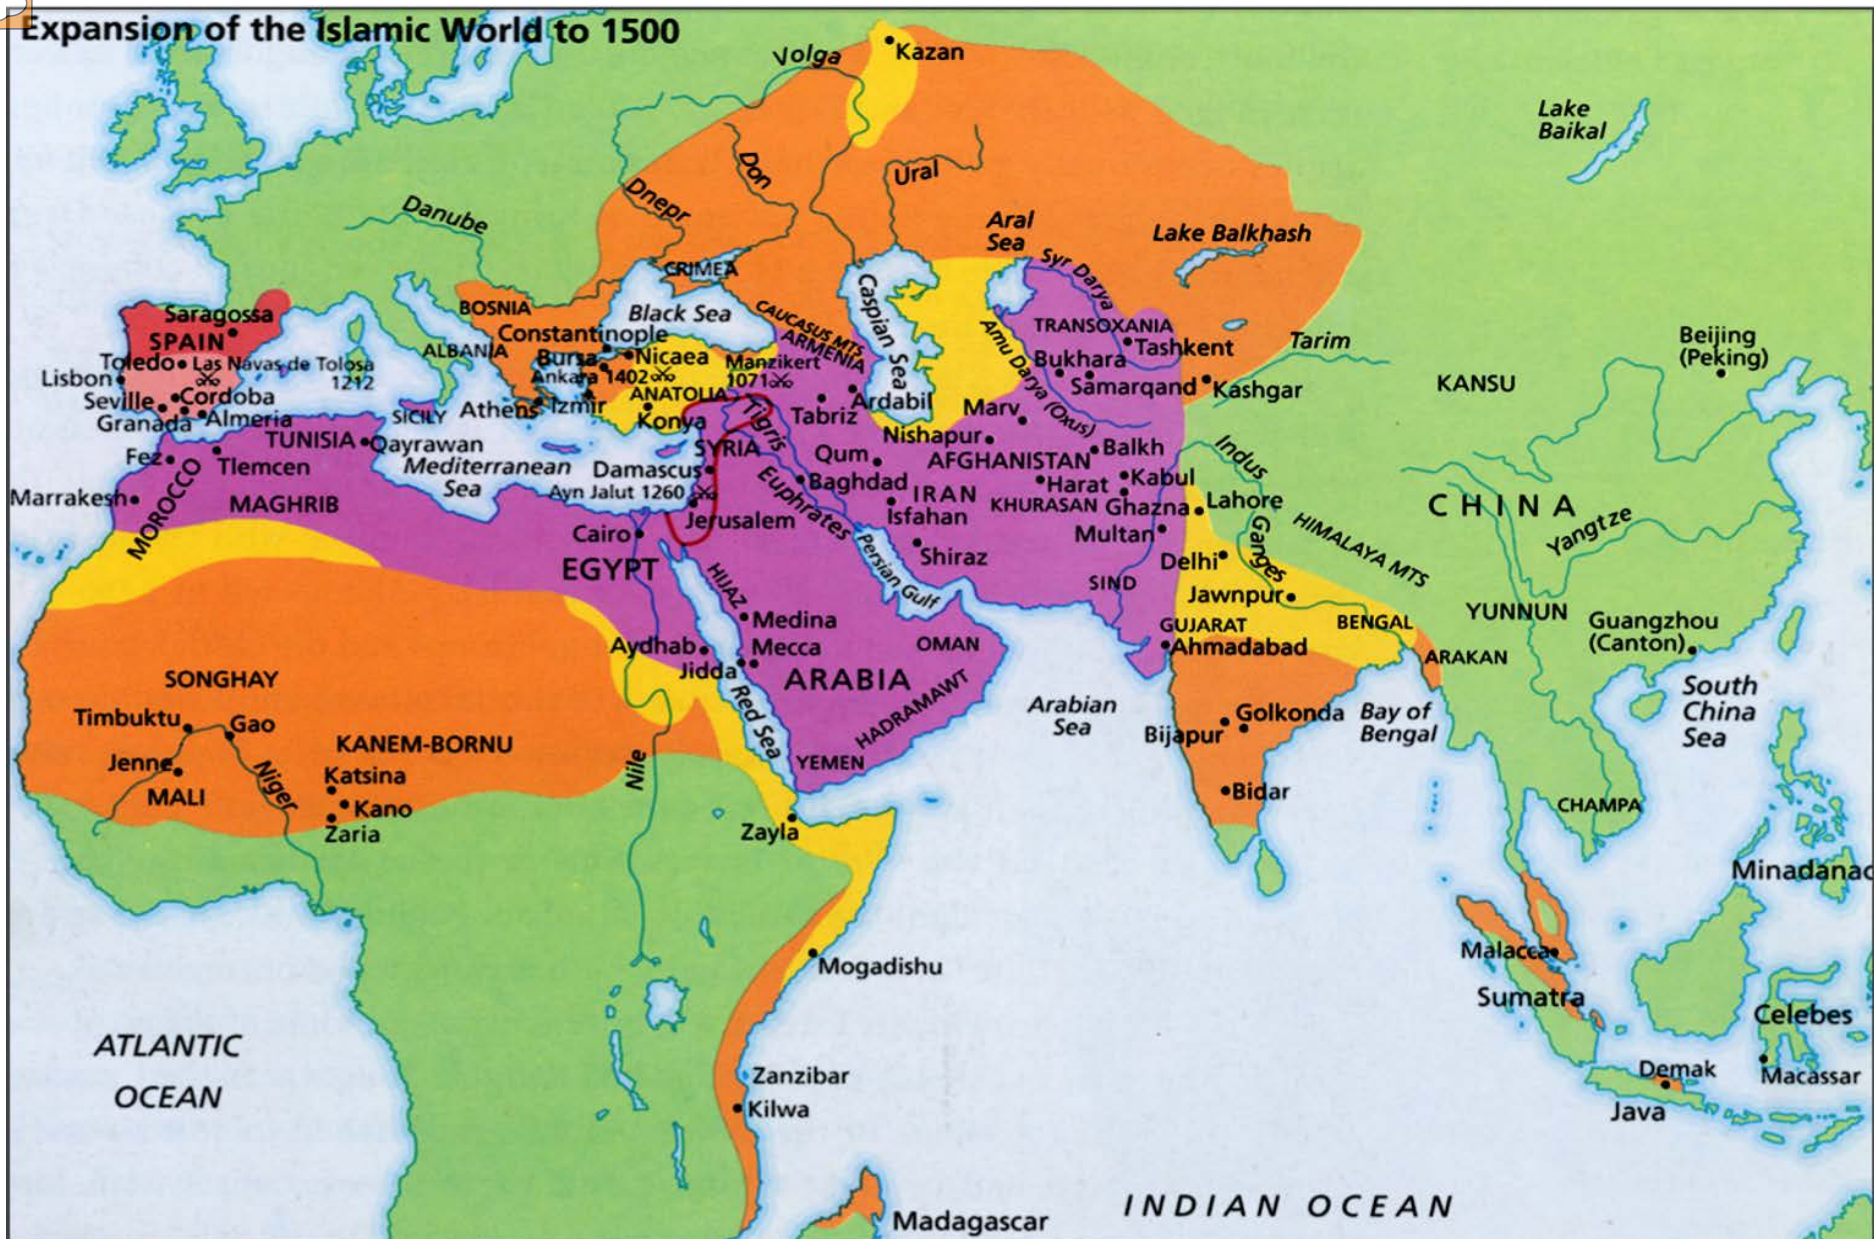 Expansion of the Islamic World to 1500
Volga
Kazan
Lake
Baikal
Don
Ural
Dnepr
Danube
Aral
Sea
Lake Balkhash
Syr Darya
CRIMEA
Caspian Sea
BOSNIA
Black Sea
CAUCASUS MTS
Saragossa
SPAIN
Constantinople
ARMENIA
TRANSOXANIA
Tashkent
Tarim
Beijing
(Peking)
ALBANIA
Bursa
Nicaea
Manzikert
1071
Toledo
Las Navas de Tolosa
1212
Ankara 1402
Amu Darya (Oxus)
Bukhara
Samarqand
Kashgar
KANSU
Lisbon
Cordoba
Seville
Granada
Almeria
SICILY
Athens
Izmir
ANATOLIA
Konya
Tigris
Tabriz
Ardabil
Marv
Nishapur
Balkh
TUNISIA
Qayrawan
Fez
Tlemcen
Mediterranean
Sea
SYRIA
Damascus
Ayn Jalut 1260
Qum
AFGHANISTAN
Kabul
Indus
Baghdad
Harat
IRAN
KHURASAN
Ghazna
Lahore
Marrakesh
MOROCCO
MAGHRIB
Jerusalem
Euphrates
Isfahan
Multan
Ganges
HIMALAYA MTS
CHINA
Yangtze
Cairo
EGYPT
Persian Gulf
Shiraz
Delhi
SIND
Jawnpur
HIJAZ
Medina
GUJARAT
BENGAL
YUNNUN
Guangzhou
(Canton)
Aydhab
Mecca
OMAN
Ahmadabad
ARAKAN
Jidda
ARABIA
SONGHAY
Red Sea
HADRAMAWT
Arabian
Sea
South
China
Sea
Timbuktu
Gao
KANEM-BORNU
Golkonda
Bijapur
Bay of
Bengal
Jenne
Niger
Katsina
Nile
YEMEN
MALI
Kano
Zaria
Bidar
CHAMPA
Zayla
Minadanao
Mogadishu
Malacca
Sumatra
Celebes
ATLANTIC
OCEAN
Zanzibar
Kilwa
Demak
Macassar
Java
Madagascar
INDIAN OCEAN